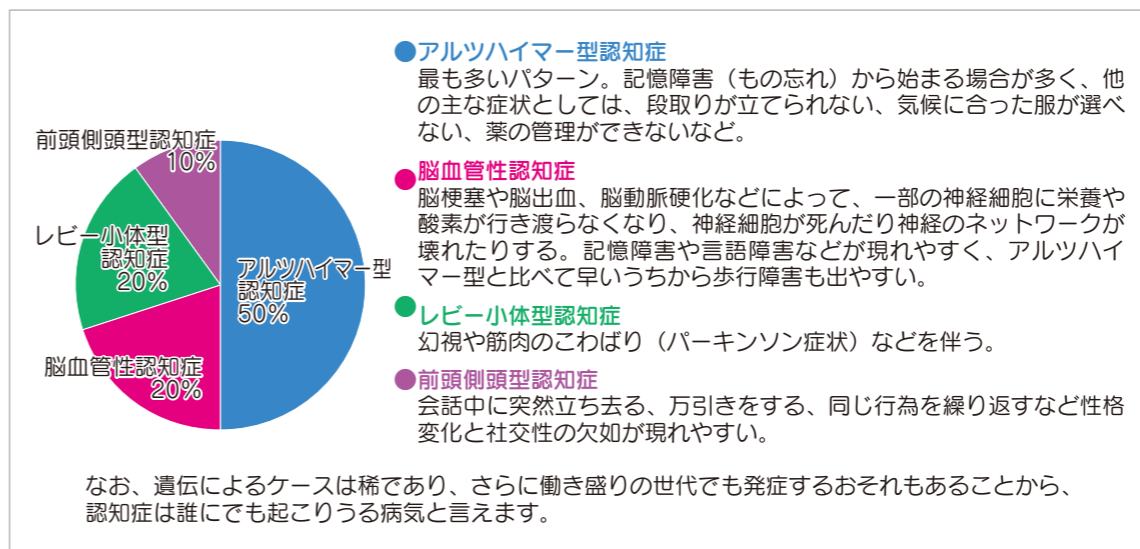 前頭側頭型認知症
10%
レビー小体型
認知症
20%
アルツハイマー型
認知症
50%
脳血管性認知症
20%
●アルツハイマー型認知症
最も多いパターン。記憶障害（もの忘れ）から始まる場合が多く、他
の主な症状としては、段取りが立てられない、気候に合った服が選べ
ない、薬の管理ができないなど。
●脳血管性認知症
脳梗塞や脳出血、脳動脈硬化などによって、一部の神経細胞に栄養や
酸素が行き渡らなくなり、神経細胞が死んだり神経のネットワークが
壊れたりする。記憶障害や言語障害などが現れやすく、アルツハイ
マー型と比べて早いうちから歩行障害も出やすい。
●レビー小体型認知症
幻視や筋肉のこわばり（パーキンソン症状）などを伴う。
●前頭側頭型認知症
会話中に突然立ち去る、万引きをする、同じ行為を繰り返すなど性格
変化と社交性の欠如が現れやすい。
なお、遺伝によるケースは稀であり、さらに働き盛りの世代でも発症するおそれもあることから、
認知症は誰にでも起こりうる病気と言えます。